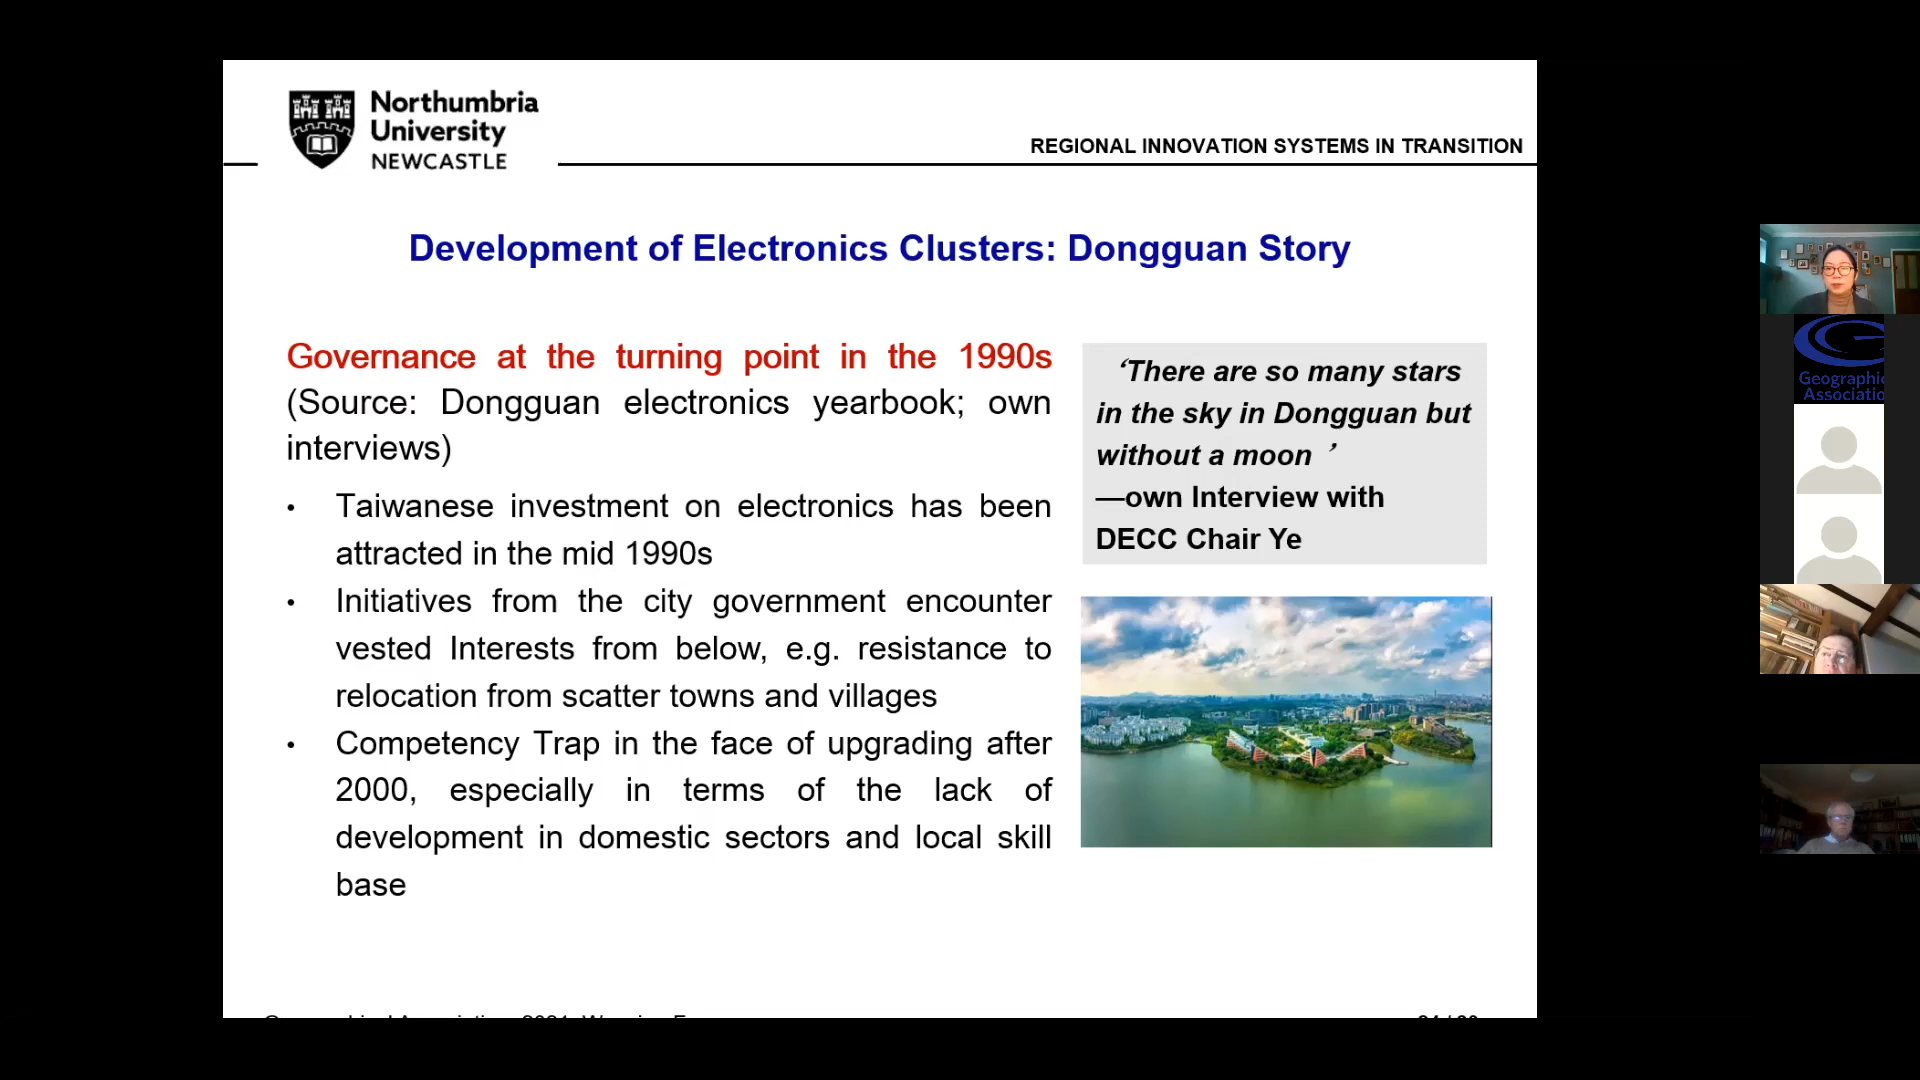 Northumbria
University
NEWCASTLE
REGIONAL INNOVATION SYSTEMS IN TRANSITION
Development of Electronics Clusters: Dongguan Story
Governance at the turning point in the 1990s
(Source: Dongguan electronics yearbook; own
interviews)
• Taiwanese investment on electronics has been
attracted in the mid 1990s
• Initiatives from the city government encounter
vested Interests from below, e.g. resistance to
relocation from scatter towns and villages
• Competency Trap in the face of upgrading after
2000, especially in terms of the lack of
development in domestic sectors and local skill
base
‘There are so many stars
in the sky in Dongguan but
without a moon ’
—own Interview with
DECC Chair Ye
Geographic
Associatio